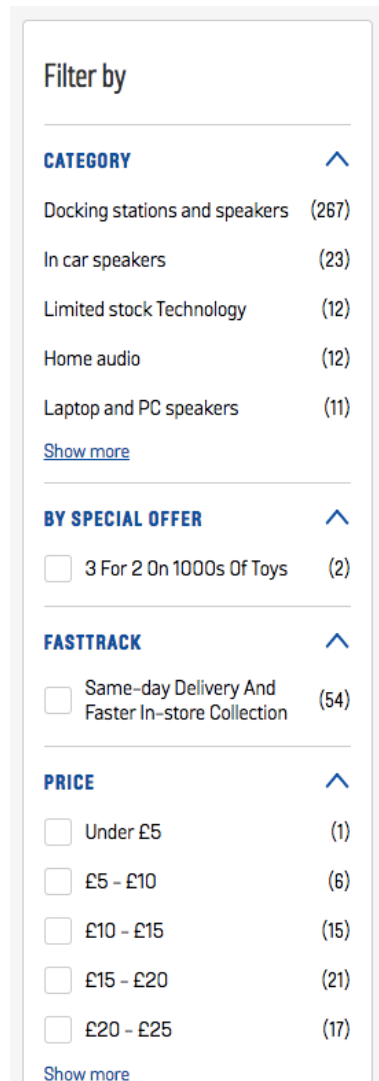 Filter by
CATEGORY
Docking stations and speakers (267)
In car speakers (23)
Limited stock Technology (12)
Home audio (12)
Laptop and PC speakers (11)
Show more
BY SPECIAL OFFER
3 For 2 On 1000s Of Toys (2)
FASTTRACK
Same-day Delivery And
Faster In-store Collection (54)
PRICE
Under £5 (1)
£5 - £10 (6)
£10 - £15 (15)
£15 - £20 (21)
£20 - £25 (17)
Show more